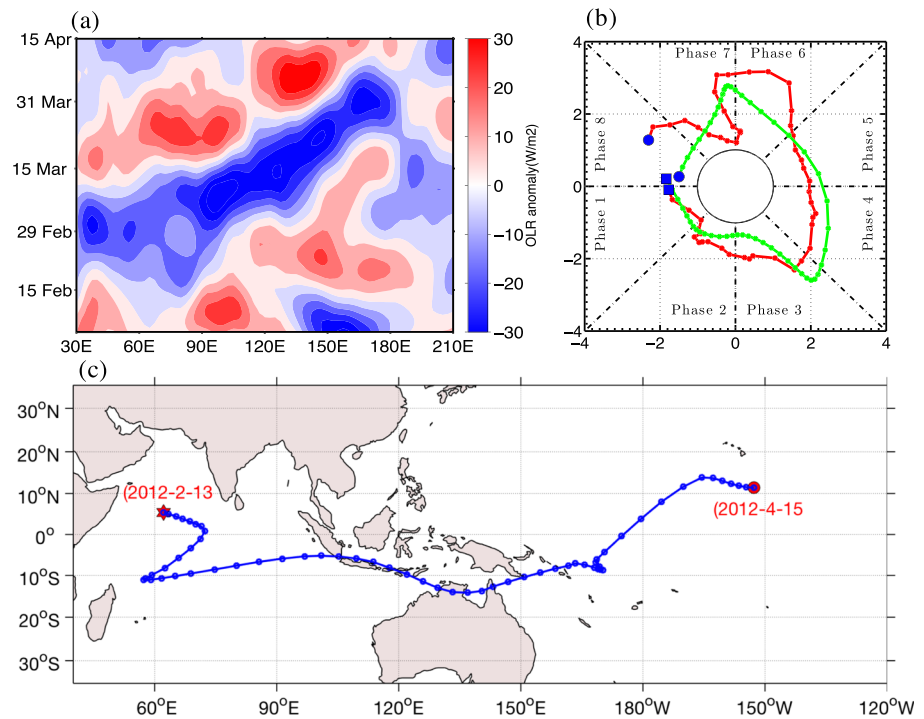 (a)
15 Apr
31 Mar
15 Mar
29 Feb
15 Feb
30E 60E 90E 120E 150E 180E 210E
30
20
10
0
−10
−20
−30
OLR anomaly(W/m2)
(b)
4
2
0
−2
−4
−4 −2 0 2 4
Phase 7 Phase 6
Phase 8
Phase 5
Phase 1
Phase 4
Phase 2 Phase 3
(c)
30°N
20°N
10°N
0°
10°S
20°S
30°S
60°E 90°E 120°E 150°E 180°W 150°W 120°W
(2012-2-13
(2012-4-15